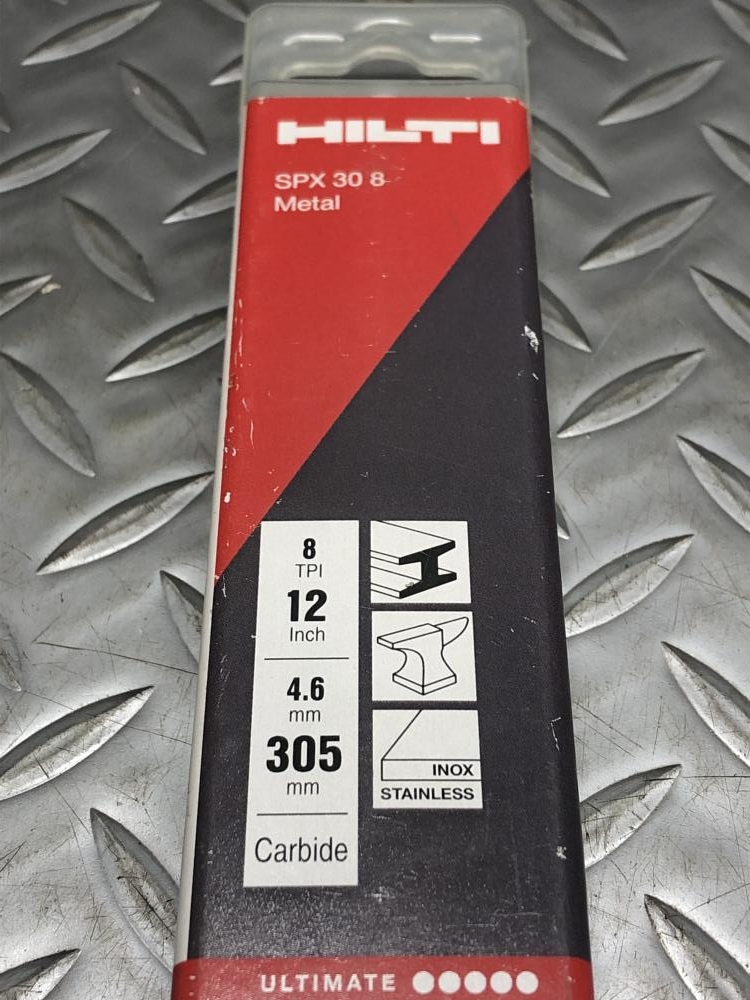 HILTI
SPX 30 8
Metal
8
TPI
12
Inch
4.6
mm
305
mm
Carbide
INOX
STAINLESS
ULTIMATE